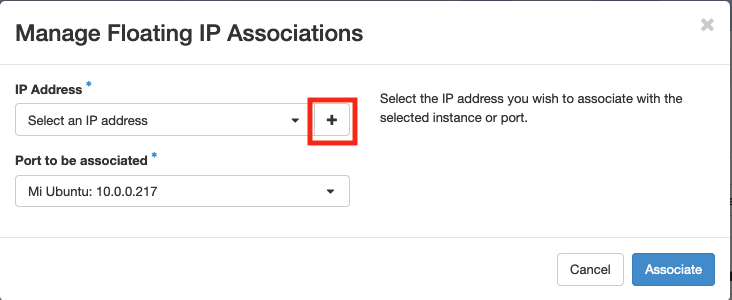 Manage Floating IP Associations
×
IP Address *
Select an IP address
+
Port to be associated *
Mi Ubuntu: 10.0.0.217
Select the IP address you wish to associate with the
selected instance or port.
Cancel
Associate